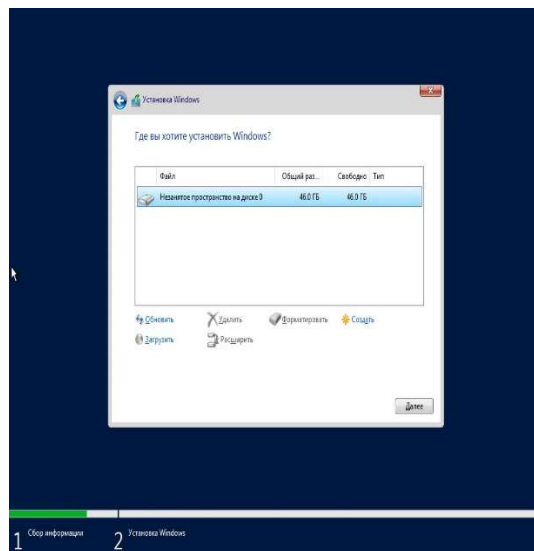 Установка Windows
Где вы хотите установить Windows?
Файл Общий раз... Свободно Тип
Незанятое пространство на диске 0 46.0 ГБ 46.0 ГБ
Обновить Удалить Форматировать Создать
Загрузить Расширить
Далее
1 Сбор информации 2 Установка Windows